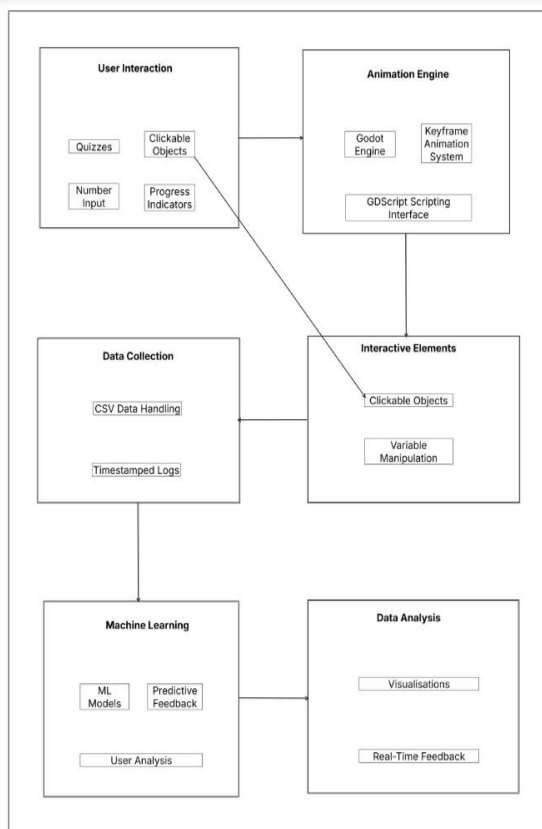 User Interaction
Quizzes
Clickable
Objects
Number
Input
Progress
Indicators
Animation Engine
Godot
Engine
Keyframe
Animation
System
GDScript Scripting
Interface
Data Collection
CSV Data Handling
Timestamped Logs
Interactive Elements
Clickable Objects
Variable
Manipulation
Machine Learning
ML
Models
Predictive
Feedback
User Analysis
Data Analysis
Visualisations
Real-Time Feedback